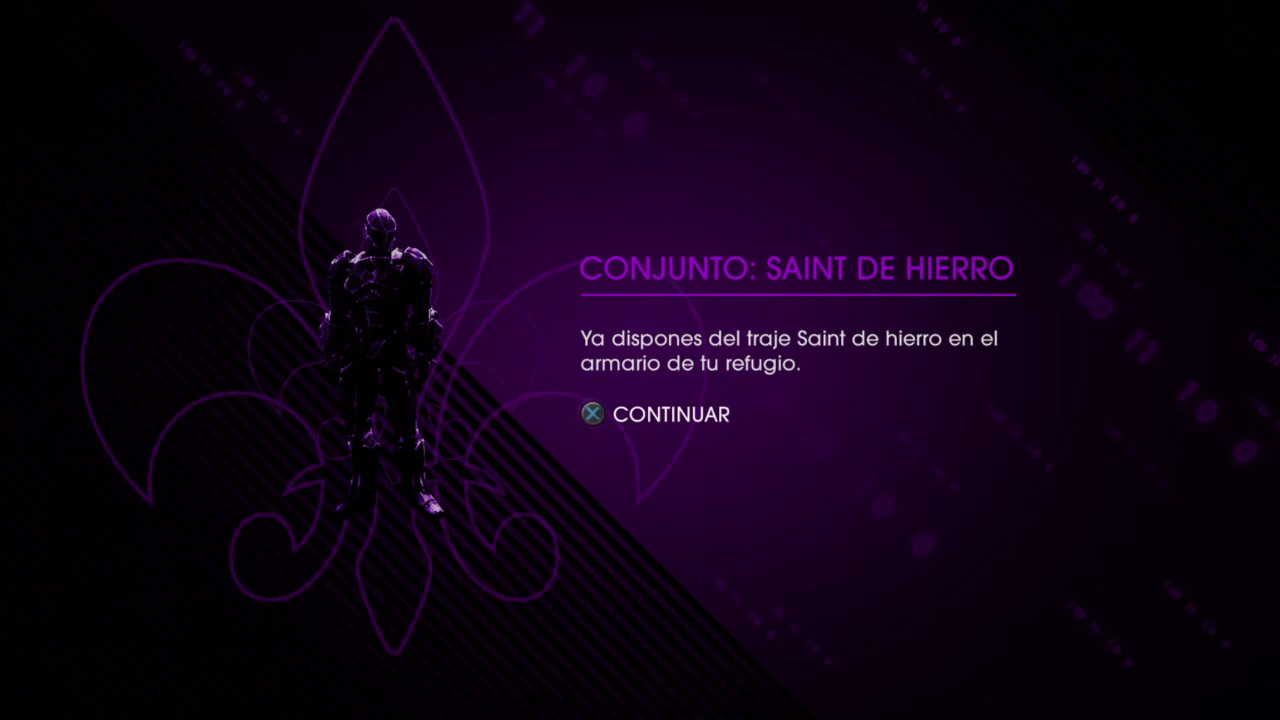 CONJUNTO: SAINT DE HIERRO
Ya dispones del traje Saint de hierro en el
armario de tu refugio.
CONTINUAR